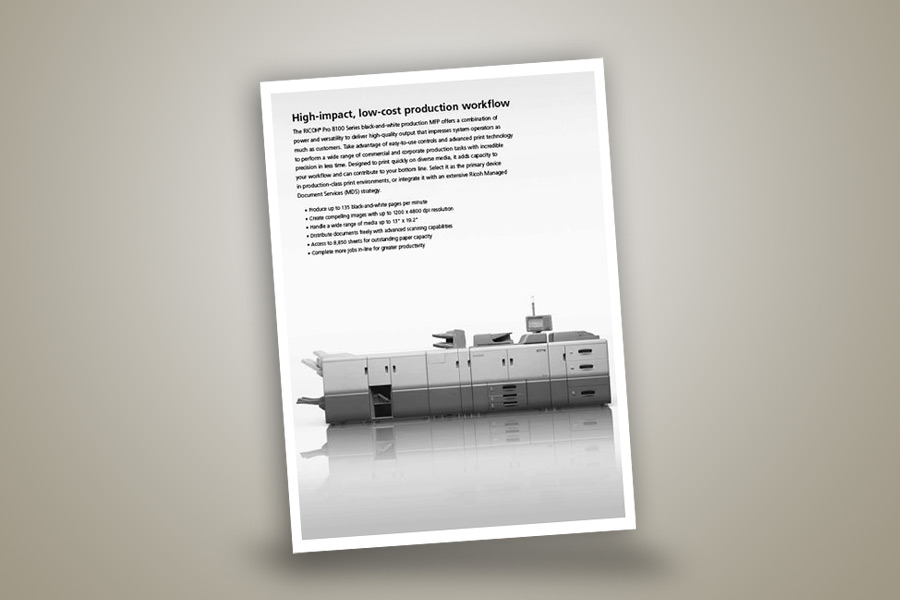 High-impact, low-cost production workflow
The RICOH® Pro 8100 Series black-and-white production MFP offers a combination of
power and versatility to deliver high-quality output that impresses system operators as
much as customers. Take advantage of easy-to-use controls and advanced print technology
to perform a wide range of commercial and corporate production tasks with incredible
precision in less time. Designed to print quickly on diverse media, it adds capacity to
your workflow and can contribute to your bottom line. Select it as the primary device
in production-class print environments, or integrate it with an extensive Ricoh Managed
Document Services (MDS) strategy.
• Produce up to 135 black-and-white pages per minute
• Create compelling images with up to 1200 x 4800 dpi resolution
• Handle a wide range of media up to 13" x 19.2"
• Distribute documents freely with advanced scanning capabilities
• Access to 8,850 sheets for outstanding paper capacity
• Complete more jobs in-line for greater productivity